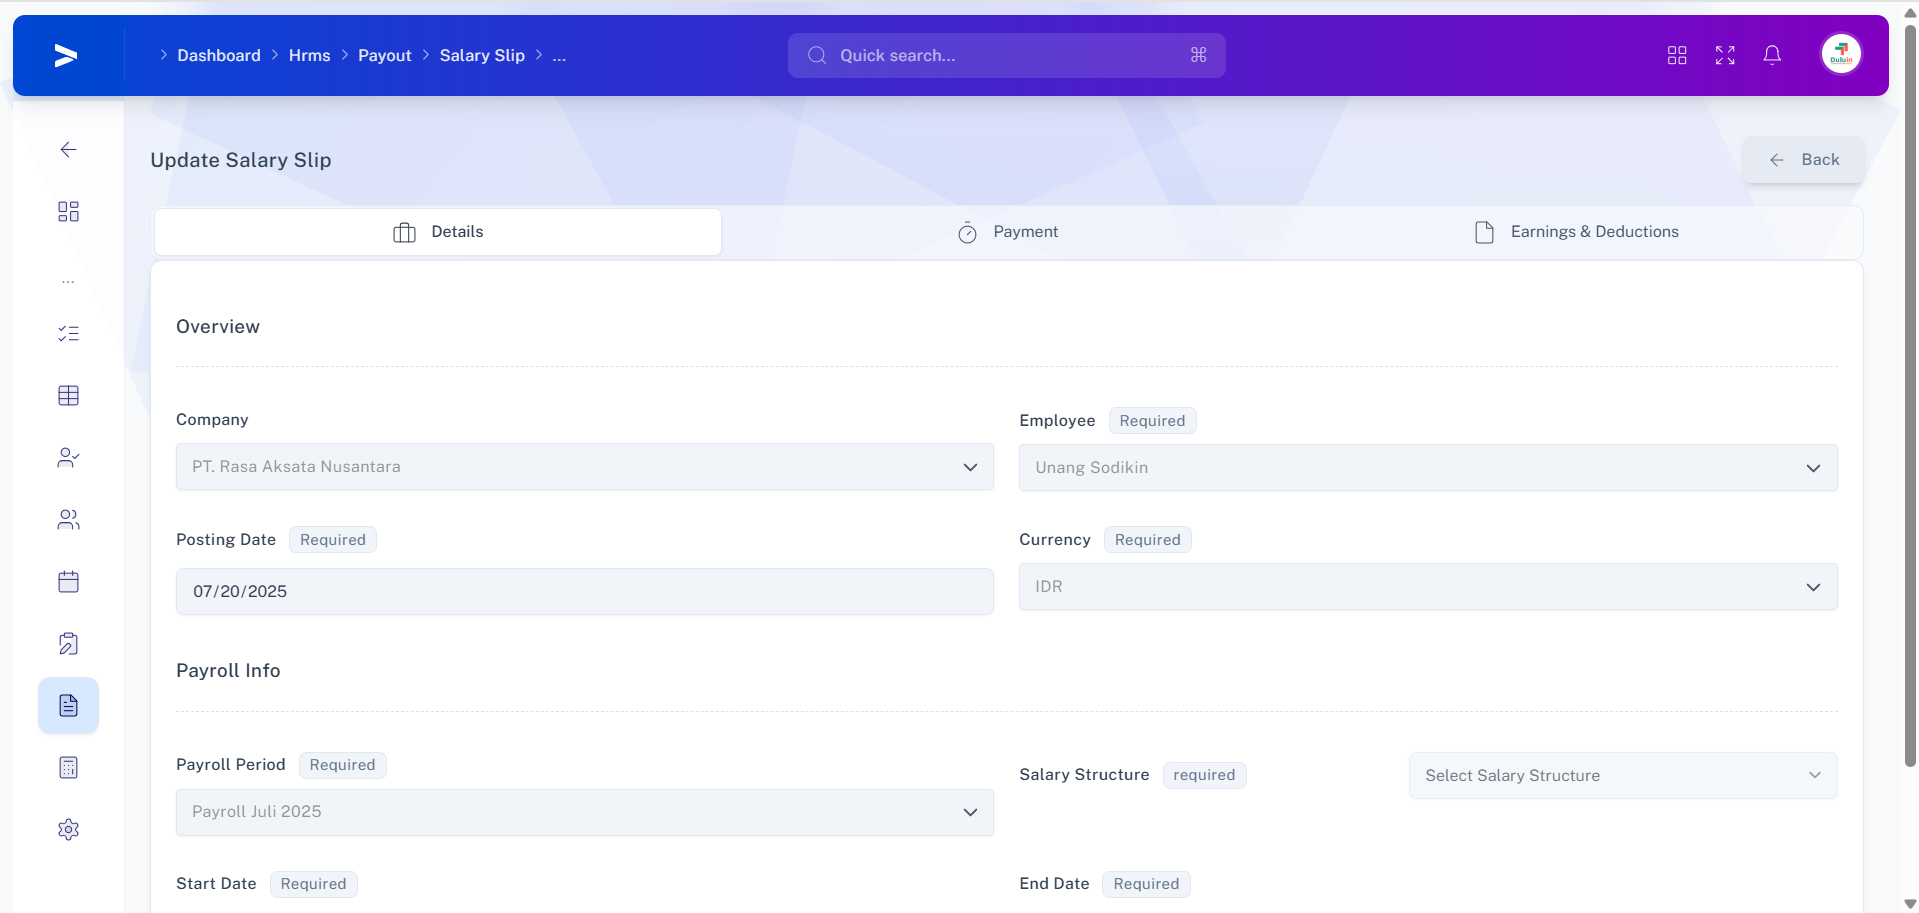 Dashboard Hrms Payout Salary Slip ...
Quick search...
⌘
Duluin
Update Salary Slip
Back
Details
Payment
Earnings & Deductions
...
Overview
Company
PT. Rasa Aksata Nusantara
Employee Required
Unang Sodikin
Posting Date Required
07/20/2025
Currency Required
IDR
Payroll Info
Payroll Period Required
Payroll Juli 2025
Salary Structure required
Select Salary Structure
Start Date Required
End Date Required